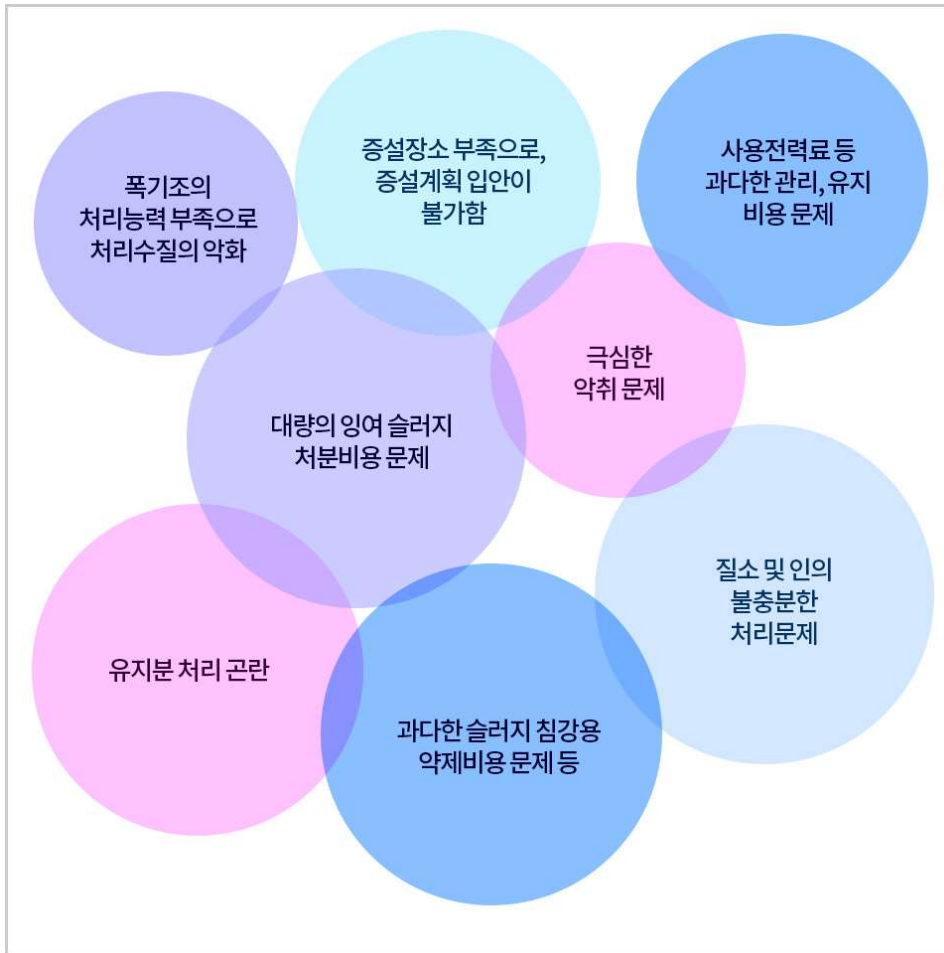 폭기조의
처리능력 부족으로
처리수질의 악화
증설장소 부족으로,
증설계획 입안이
불가함
사용전력료 등
과다한 관리, 유지
비용 문제
극심한
악취 문제
대량의 잉여 슬러지
처분비용 문제
질소 및 인의
불충분한
처리문제
유지분 처리 곤란
과다한 슬러지 침강용
약제비용 문제 등